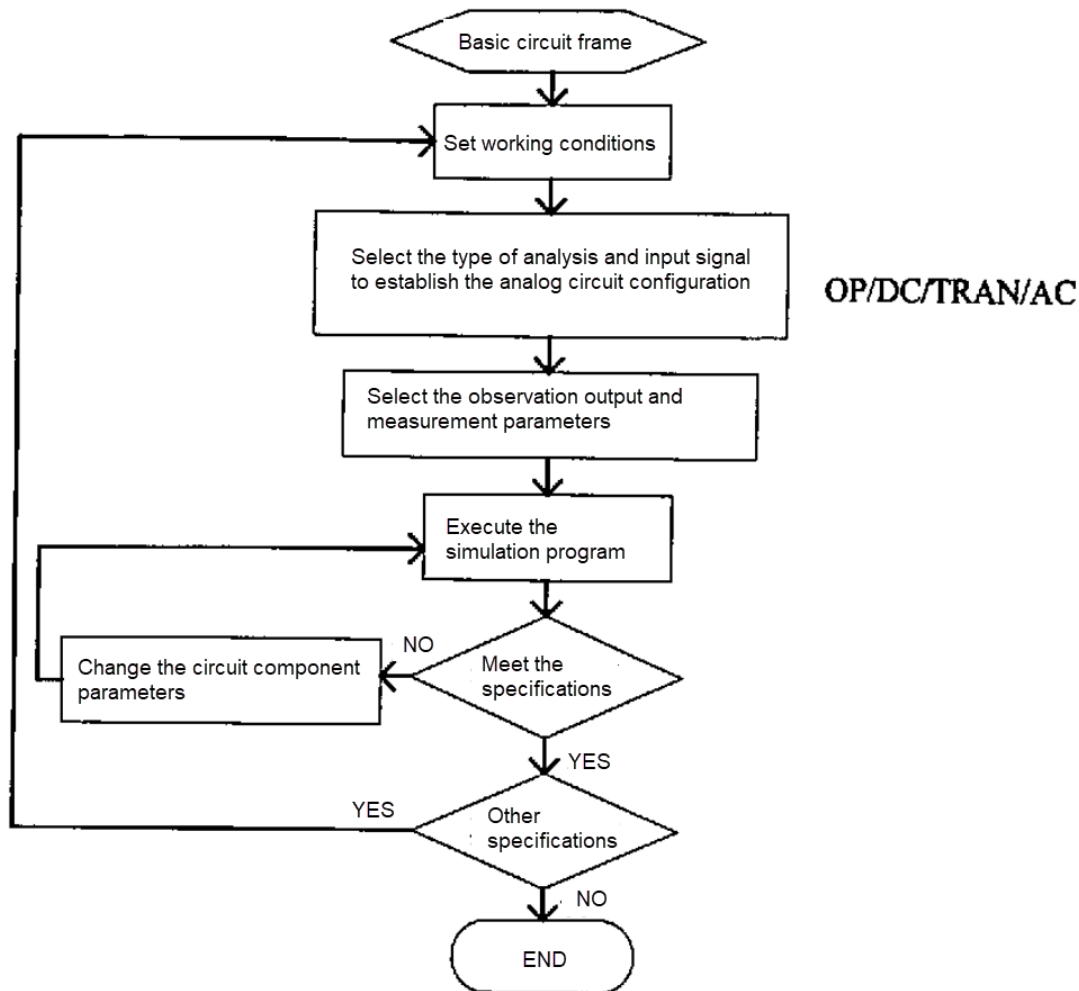 Basic circuit frame
Set working conditions
Select the type of analysis and input signal
to establish the analog circuit configuration
OP/DC/TRAN/AC
Select the observation output and
measurement parameters
Execute the
simulation program
NO
Meet the
specifications
Change the circuit component
parameters
YES
YES
Other
specifications
NO
END